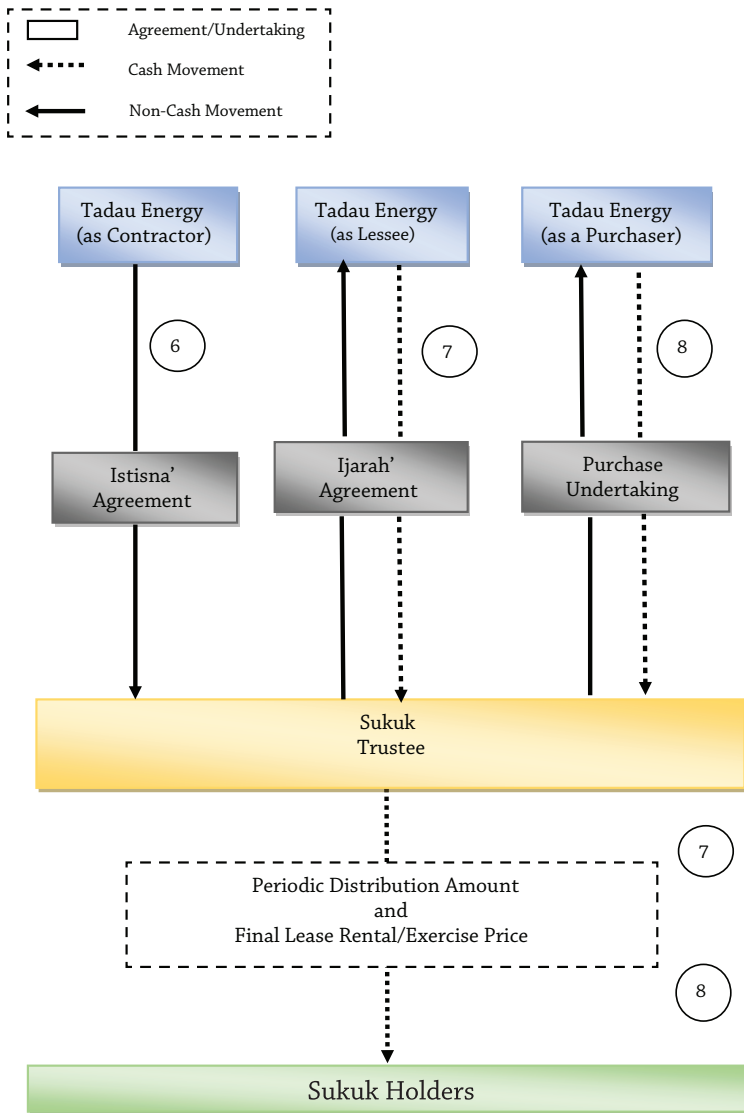 Agreement/Undertaking
Cash Movement
Non-Cash Movement
Tadau Energy
(as Contractor)
Tadau Energy
(as Lessee)
Tadau Energy
(as a Purchaser)
6
7
8
Istisna’
Agreement
Ijarah’
Agreement
Purchase
Undertaking
Sukuk
Trustee
7
Periodic Distribution Amount
and
Final Lease Rental/Exercise Price
8
Sukuk Holders